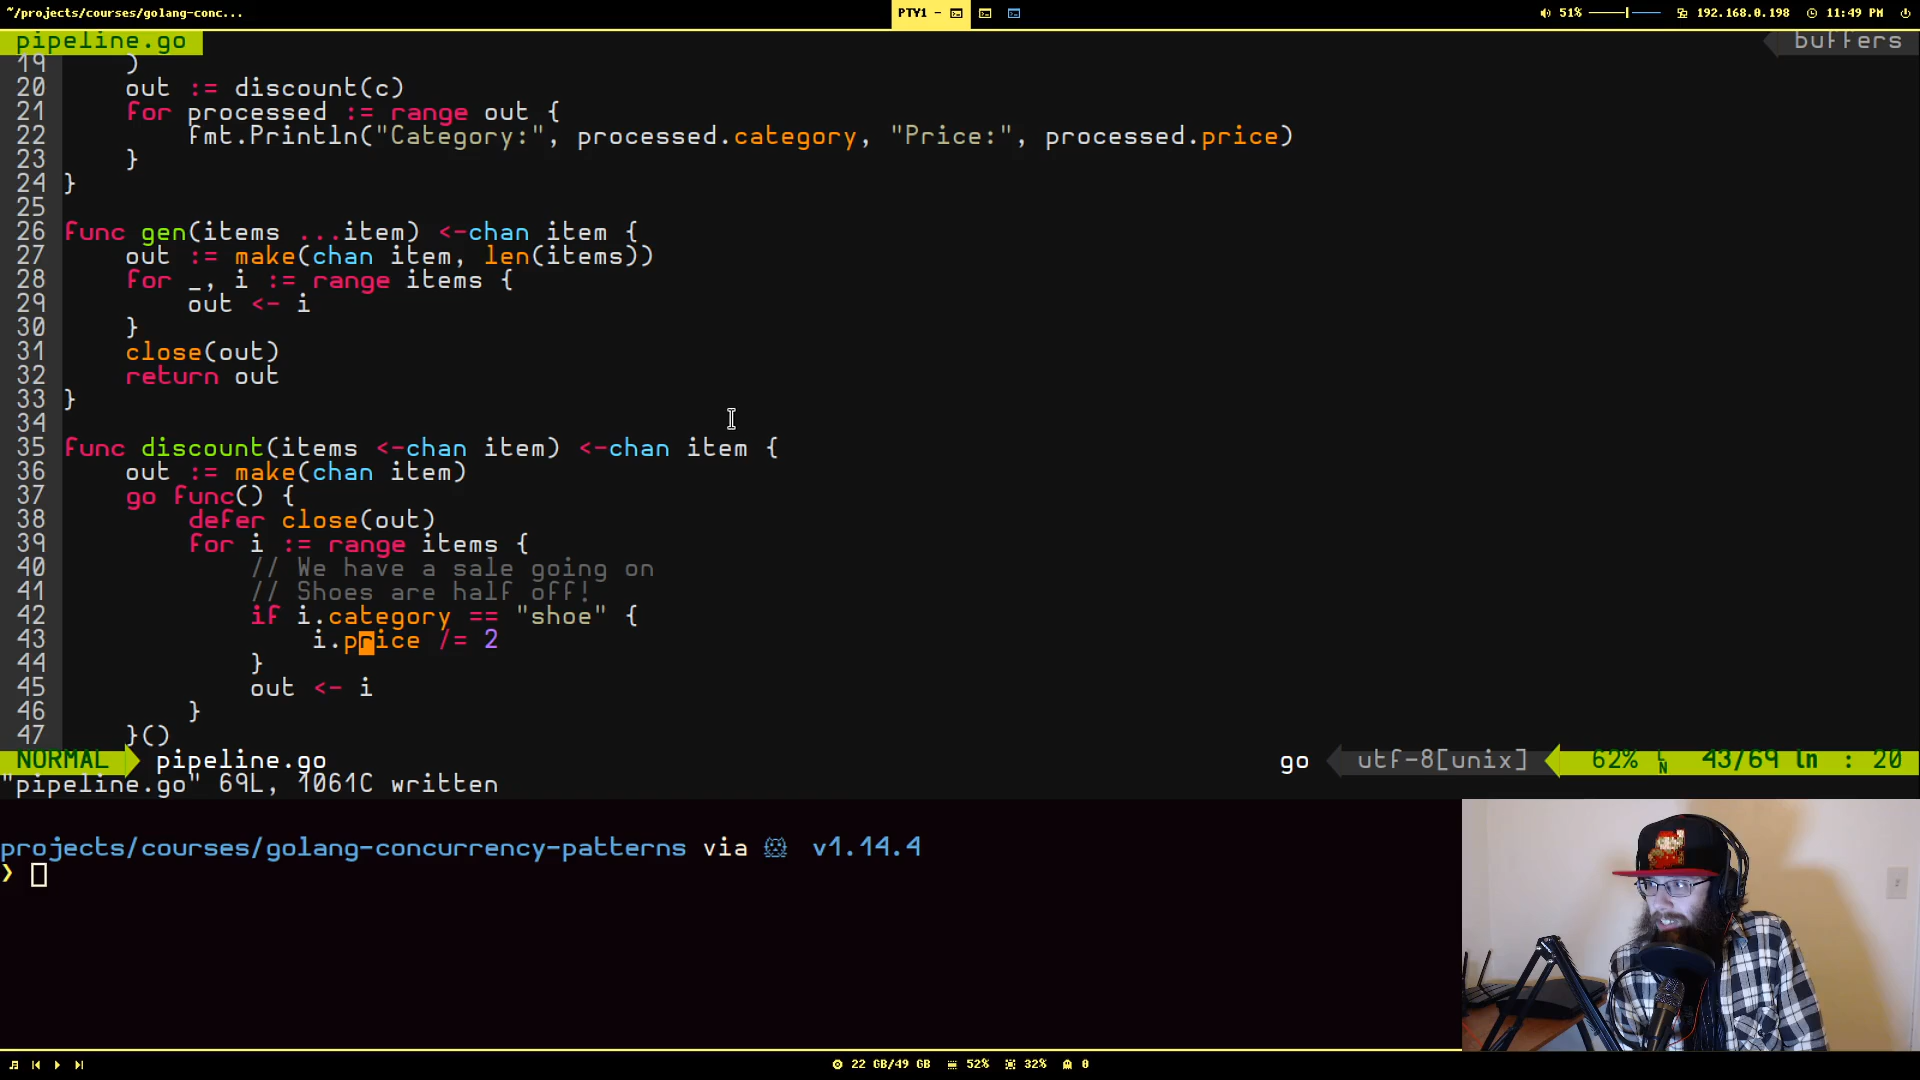 ~/projects/courses/golang-conc...
PTY1 -
51%
192.168.0.198
11:49 PM
pipeline.go
buffers
19 )
20 out := discount(c)
21 for processed := range out {
22 fmt.Println("Category:", processed.category, "Price:", processed.price)
23 }
24 }
25
26 func gen(items ...item) <-chan item {
27 out := make(chan item, len(items))
28 for _, i := range items {
29 out <- i
30 }
31 close(out)
32 return out
33 }
34
35 func discount(items <-chan item) <-chan item {
36 out := make(chan item)
37 go func() {
38 defer close(out)
39 for i := range items {
40 // We have a sale going on
41 // Shoes are half off!
42 if i.category == "shoe" {
43 i.price /= 2
44 }
45 out <- i
46 }
47 }()
NORMAL pipeline.go go utf-8[unix] 62% LN 43/69 ln : 20
"pipeline.go" 69L, 1061C written
projects/courses/golang-concurrency-patterns via v1.14.4
❯
22 GB/49 GB 52% 32% 0